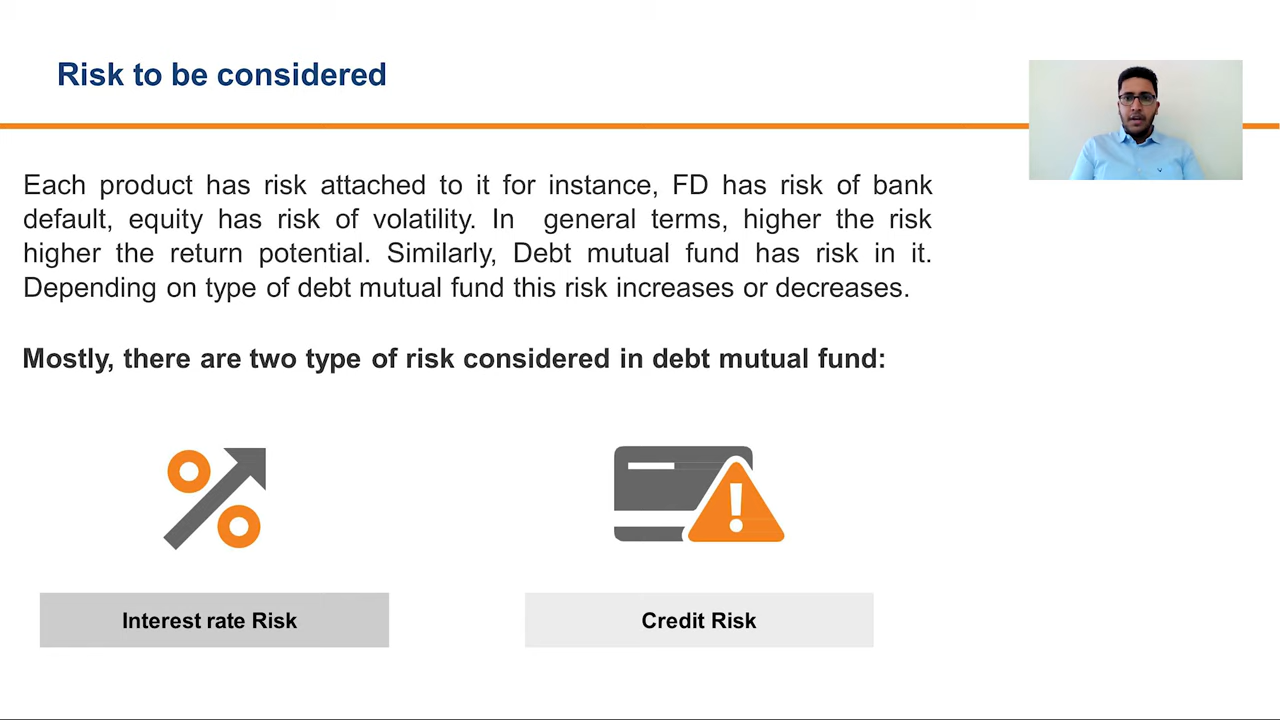 Risk to be considered
Each product has risk attached to it for instance, FD has risk of bank
default, equity has risk of volatility. In general terms, higher the risk
higher the return potential. Similarly, Debt mutual fund has risk in it.
Depending on type of debt mutual fund this risk increases or decreases.
Mostly, there are two type of risk considered in debt mutual fund:
Interest rate Risk
Credit Risk